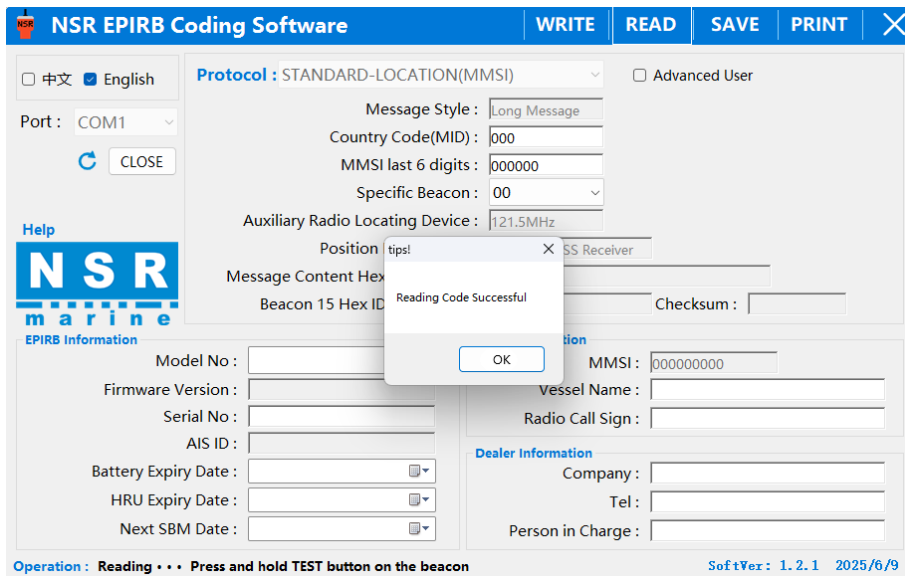 NSR EPIRB Coding Software WRITE READ SAVE PRINT
NSR
中文 English
Port : COM1
CLOSE
Protocol : STANDARD-LOCATION(MMSI) Advanced User
Message Style : Long Message
Country Code(MID) : 000
MMSI last 6 digits : 000000
Specific Beacon : 00
Auxiliary Radio Locating Device : 121.5MHz
Position SS Receiver
Message Content Hex
Beacon 15 Hex ID Checksum :
tips!
Reading Code Successful
OK
Help
NSR
marine
EPIRB Information
Model No :
Firmware Version :
Serial No :
AIS ID :
Battery Expiry Date :
HRU Expiry Date :
Next SBM Date :
tion
MMSI : 000000000
Vessel Name :
Radio Call Sign :
Dealer Information
Company :
Tel :
Person in Charge :
Operation : Reading • • • Press and hold TEST button on the beacon
SoftVer: 1.2.1 2025/6/9